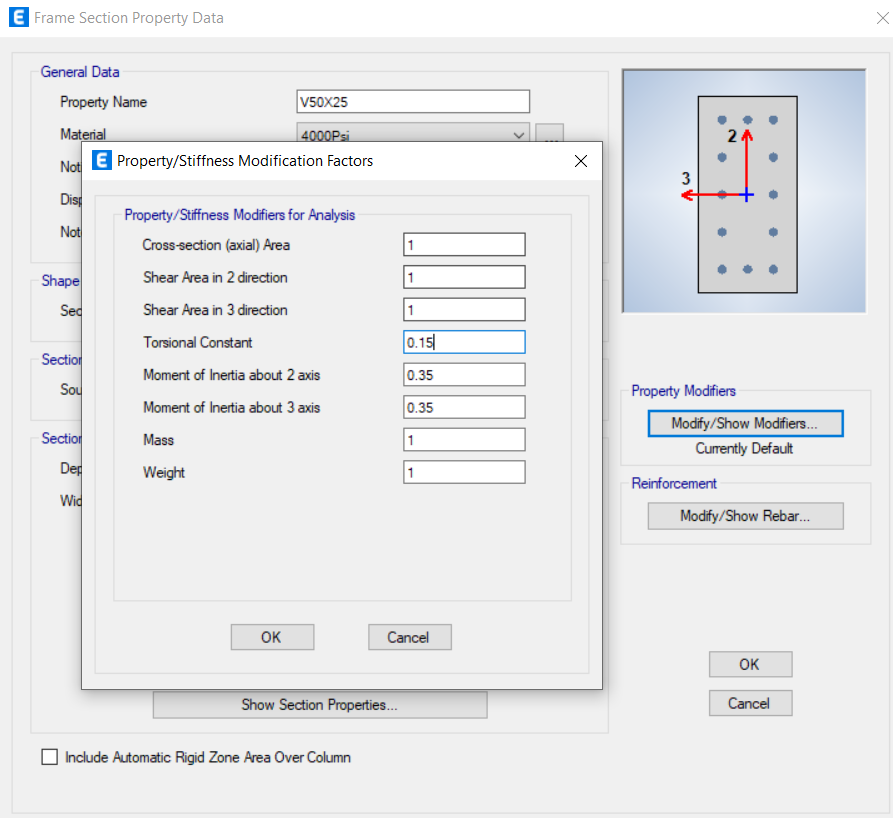 E Frame Section Property Data
General Data
Property Name V50X25
Material 4000Psi ...
Not
Disp
Not
Shape
Sec
Section
Sou
Section
Dep
Wid
E Property/Stiffness Modification Factors
Property/Stiffness Modifiers for Analysis
Cross-section (axial) Area 1
Shear Area in 2 direction 1
Shear Area in 3 direction 1
Torsional Constant 0.15
Moment of Inertia about 2 axis 0.35
Moment of Inertia about 3 axis 0.35
Mass 1
Weight 1
OK Cancel
Show Section Properties...
Include Automatic Rigid Zone Area Over Column
2
3
Property Modifiers
Modify/Show Modifiers...
Currently Default
Reinforcement
Modify/Show Rebar...
OK
Cancel